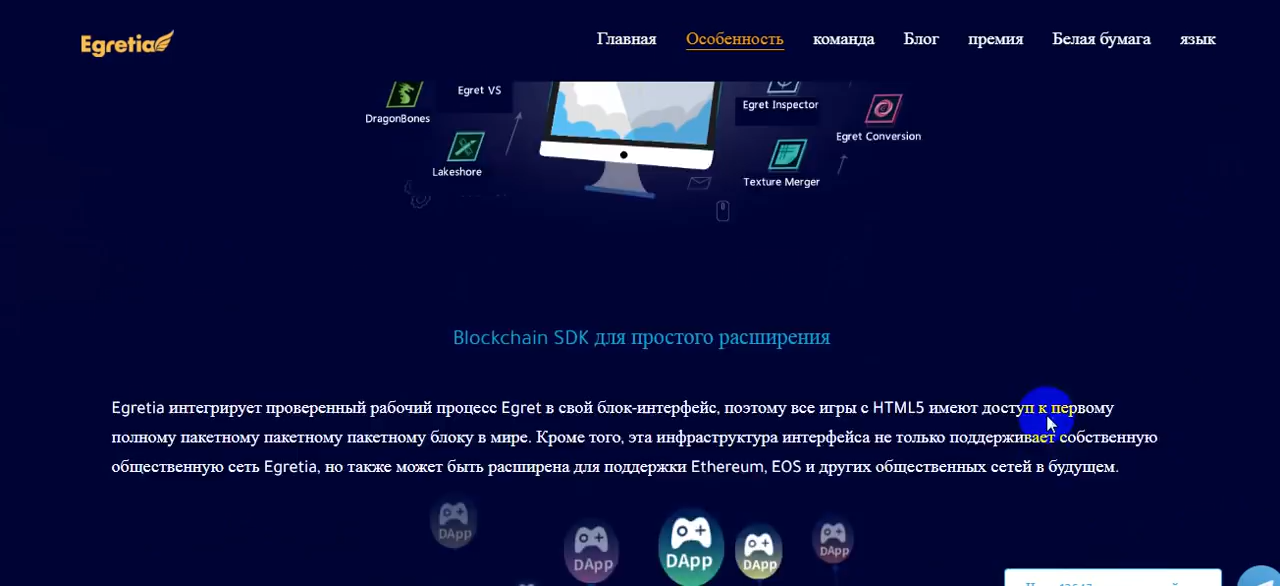 Egretia
Главная Особенность команда Блог премия Белая бумага язык
Egret VS
Egret Inspector
DragonBones
Egret Conversion
Lakeshore
Texture Merger
Blockchain SDK для простого расширения
Egretia интегрирует проверенный рабочий процесс Egret в свой блок-интерфейс, поэтому все игры с HTML5 имеют доступ к первому
полному пакетному пакетному пакетному блоку в мире. Кроме того, эта инфраструктура интерфейса не только поддерживает собственную
общественную сеть Egretia, но также может быть расширена для поддержки Ethereum, EOS и других общественных сетей в будущем.
DApp
DApp
DApp
DApp
DApp